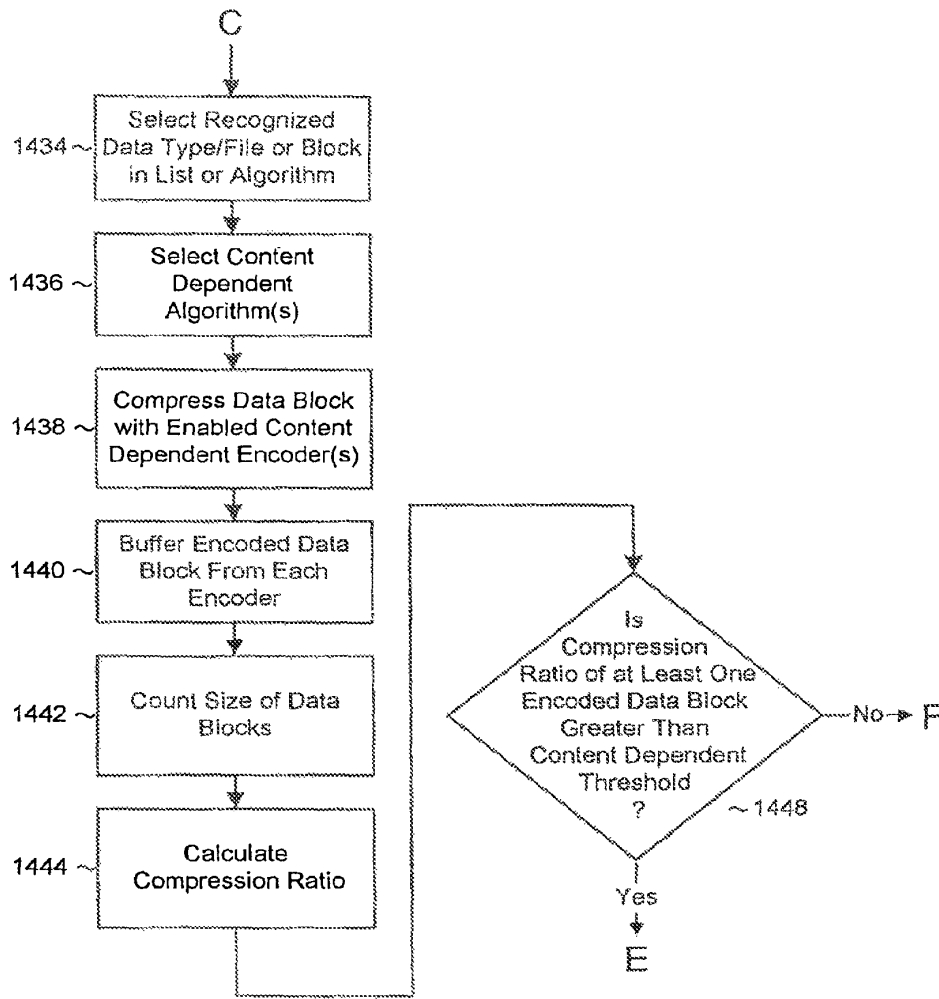 C
1434
Select Recognized
Data Type/File or Block
in List or Algorithm
1436
Select Content
Dependent
Algorithm(s)
1438
Compress Data Block
with Enabled Content
Dependent Encoder(s)
1440
Buffer Encoded Data
Block From Each
Encoder
1442
Count Size of Data
Blocks
1444
Calculate
Compression Ratio
Is
Compression
Ratio of at Least One
Encoded Data Block
Greater Than
Content Dependent
Threshold
?
1448
No
F
Yes
E